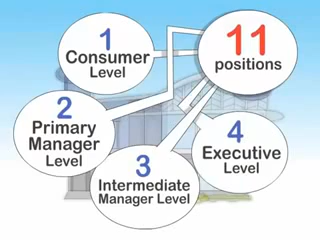 1
Consumer
Level
11
positions
2
Primary
Manager
Level
3
Intermediate
Manager Level
4
Executive
Level